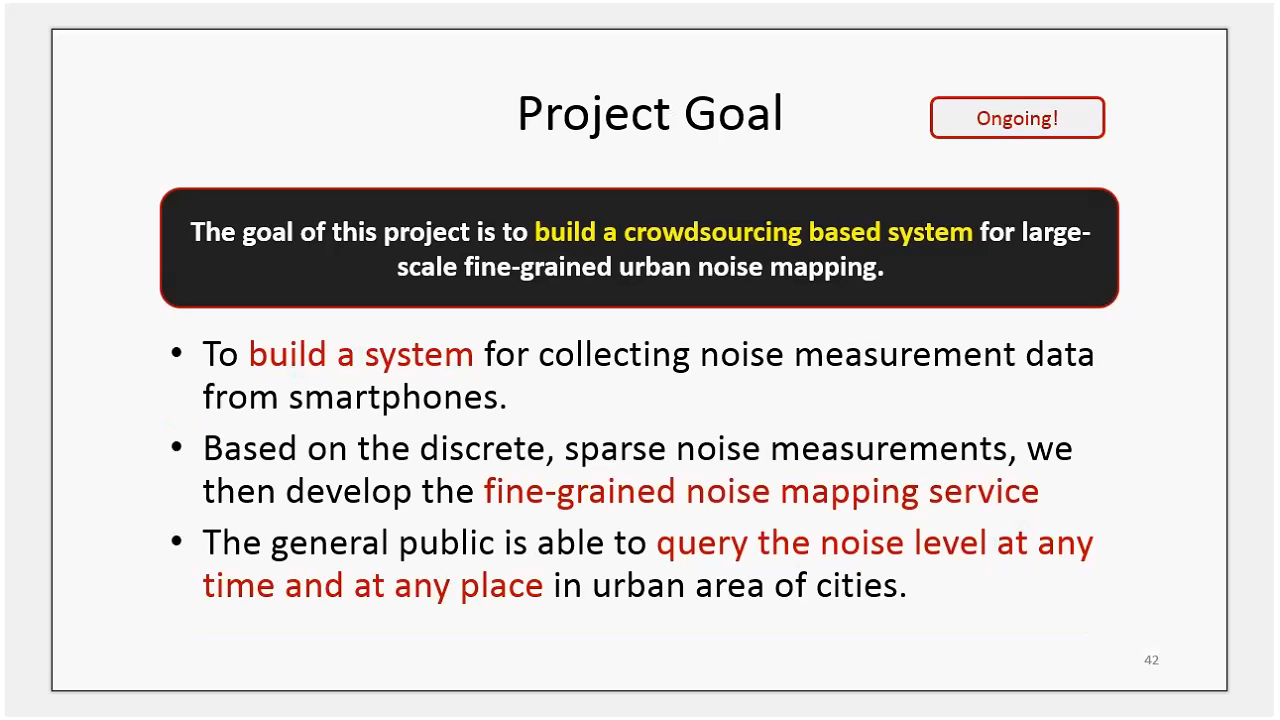 Project Goal
Ongoing!
The goal of this project is to build a crowdsourcing based system for large-
scale fine-grained urban noise mapping.
• To build a system for collecting noise measurement data
from smartphones.
• Based on the discrete, sparse noise measurements, we
then develop the fine-grained noise mapping service
• The general public is able to query the noise level at any
time and at any place in urban area of cities.
42